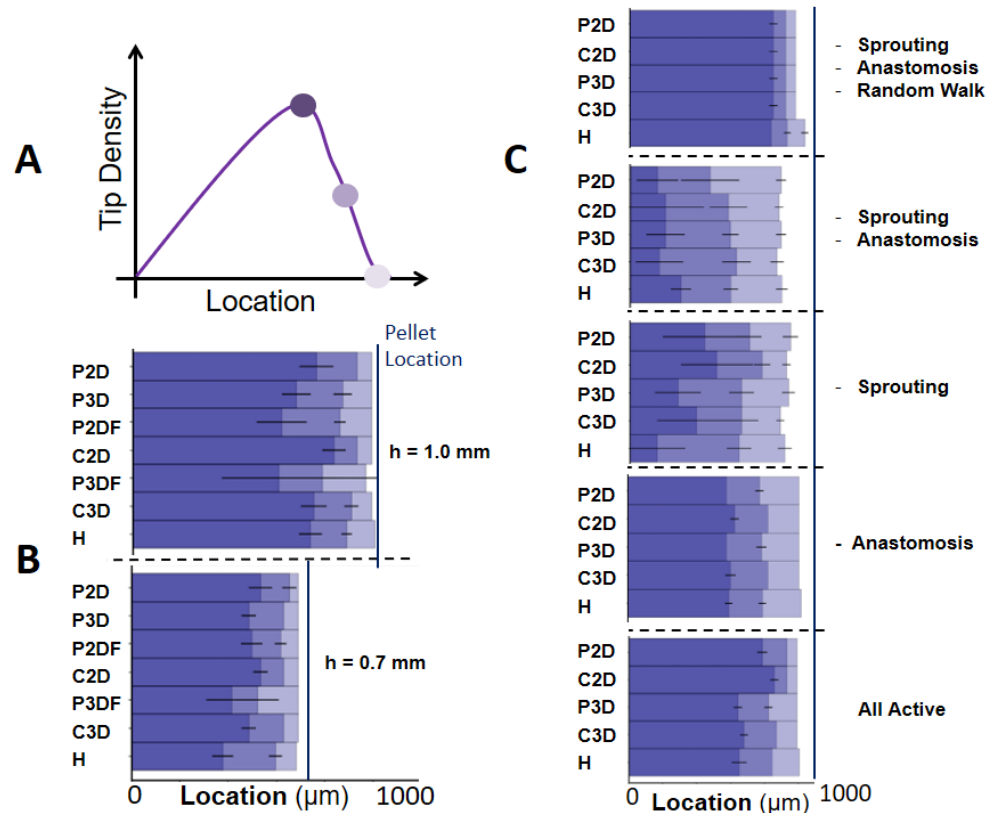 A
Tip Density
Location
B
Pellet
Location
P2D
P3D
P2DF
C2D
P3DF
C3D
H
h = 1.0 mm
P2D
P3D
P2DF
C2D
P3DF
C3D
H
h = 0.7 mm
0 Location (µm) 1000
C
P2D
C2D
P3D
C3D
H
- Sprouting
- Anastomosis
- Random Walk
P2D
C2D
P3D
C3D
H
- Sprouting
- Anastomosis
P2D
C2D
P3D
C3D
H
- Sprouting
P2D
C2D
P3D
C3D
H
- Anastomosis
P2D
C2D
P3D
C3D
H
All Active
0 Location (µm) 1000